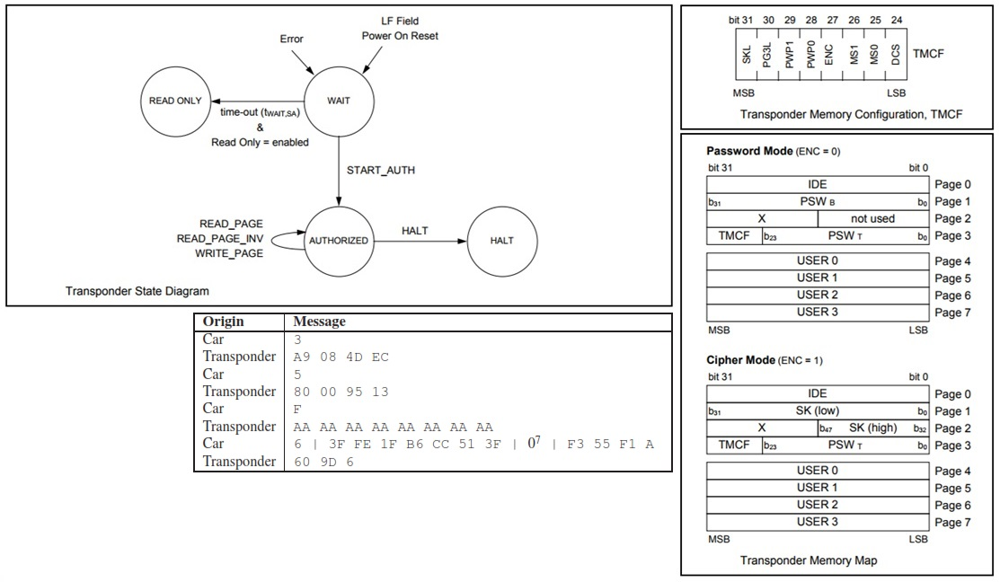 LF Field
Power On Reset
Error
READ ONLY
WAIT
time-out (tWAIT,SA)
&
Read Only = enabled
START_AUTH
READ_PAGE
READ_PAGE_INV
WRITE_PAGE
AUTHORIZED
HALT
HALT
Transponder State Diagram
Origin Message
Car 3
Transponder A9 08 4D EC
Car 5
Transponder 80 00 95 13
Car F
Transponder AA AA AA AA AA AA AA AA
Car 6 | 3F FE 1F B6 CC 51 3F | 0⁷ | F3 55 F1 A
Transponder 60 9D 6
bit 31 30 29 28 27 26 25 24
SKL PG3L PWP1 PWP0 ENC MS1 MS0 DCS TMCF
MSB LSB
Transponder Memory Configuration, TMCF
Password Mode (ENC = 0)
bit 31 bit 0
IDE Page 0
b31 PSW B b0 Page 1
X not used Page 2
TMCF b23 PSW T b0 Page 3
USER 0 Page 4
USER 1 Page 5
USER 2 Page 6
USER 3 Page 7
MSB LSB
Cipher Mode (ENC = 1)
bit 31 bit 0
IDE Page 0
b31 SK (low) b0 Page 1
X b47 SK (high) b32 Page 2
TMCF b23 PSW T b0 Page 3
USER 0 Page 4
USER 1 Page 5
USER 2 Page 6
USER 3 Page 7
MSB LSB
Transponder Memory Map